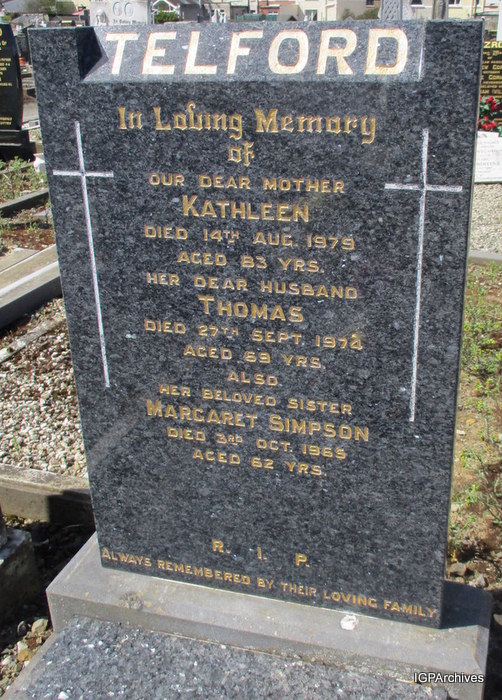 TELFORD
In Loving Memory
of
OUR DEAR MOTHER
KATHLEEN
DIED 14TH AUG. 1979
AGED 83 YRS.
HER DEAR HUSBAND
THOMAS
DIED 27TH SEPT. 1974
AGED 69 YRS.
ALSO
HER BELOVED SISTER
MARGARET SIMPSON
DIED 3RD OCT. 1965
AGED 62 YRS.
R. I. P.
ALWAYS REMEMBERED BY THEIR LOVING FAMILY
IGPArchives